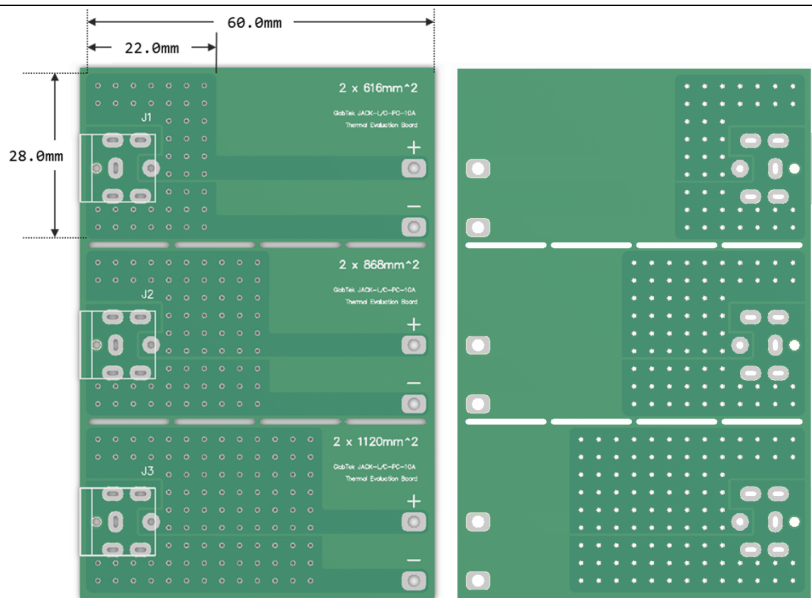 60.0mm
22.0mm
28.0mm
2 x 616mm^2
J1
GlobTek JACK-L/C-PC-10A
Thermal Evaluation Board
+
−
2 x 868mm^2
J2
GlobTek JACK-L/C-PC-10A
Thermal Evaluation Board
+
−
2 x 1120mm^2
J3
GlobTek JACK-L/C-PC-10A
Thermal Evaluation Board
+
−